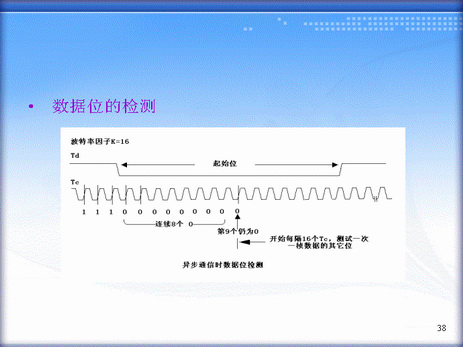 • 数据位的检测
波特率因子K=16
Td
起始位
Tc
1 1 1 0 0 0 0 0 0 0 0 0
连续8个 0
第9个仍为0
开始每隔16个Tc，测试一次
一桢数据的其它位
异步通信时数据位检测
38